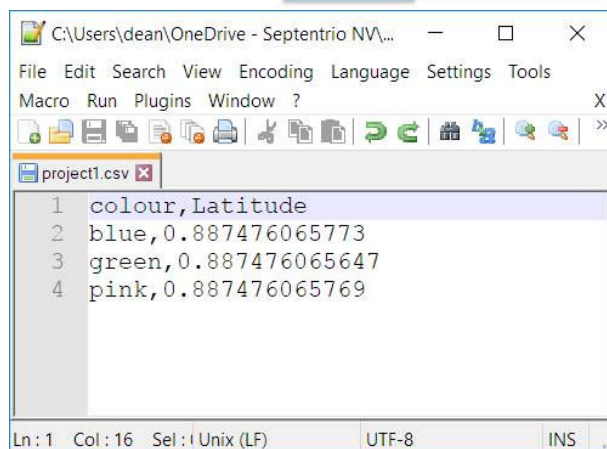 C:\Users\dean\OneDrive - Septentrio NV\...
File Edit Search View Encoding Language Settings Tools
Macro Run Plugins Window ? X
project1.csv
1 colour,Latitude
2 blue,0.887476065773
3 green,0.887476065647
4 pink,0.887476065769
Ln : 1 Col : 16 Sel : Unix (LF) UTF-8 INS